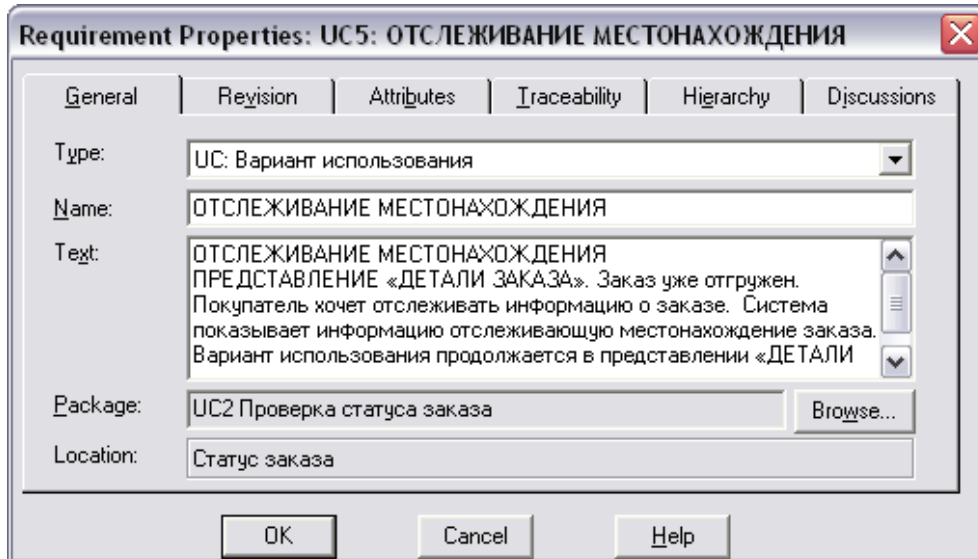 Requirement Properties: UC5: ОТСЛЕЖИВАНИЕ МЕСТОНАХОЖДЕНИЯ
General Revision Attributes Traceability Hierarchy Discussions
Type: UC: Вариант использования
Name: ОТСЛЕЖИВАНИЕ МЕСТОНАХОЖДЕНИЯ
Text: ОТСЛЕЖИВАНИЕ МЕСТОНАХОЖДЕНИЯ
ПРЕДСТАВЛЕНИЕ «ДЕТАЛИ ЗАКАЗА». Заказ уже отгружен.
Покупатель хочет отслеживать информацию о заказе. Система
показывает информацию отслеживающую местонахождение заказа.
Вариант использования продолжается в представлении «ДЕТАЛИ
Package: UC2 Проверка статуса заказа Browse...
Location: Статус заказа
OK Cancel Help